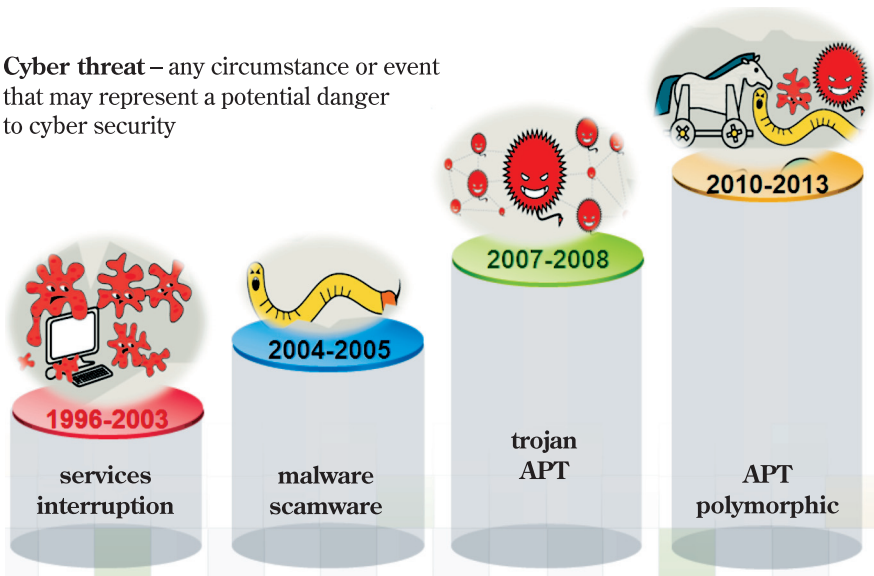 Cyber threat – any circumstance or event
that may represent a potential danger
to cyber security
1996-2003
services
interruption
2004-2005
malware
scamware
2007-2008
trojan
APT
2010-2013
APT
polymorphic